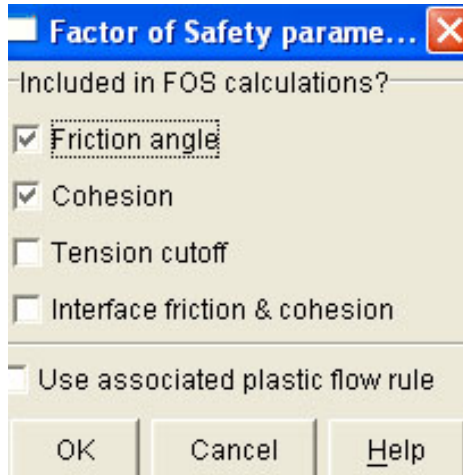 Factor of Safety parame...
Included in FOS calculations?
Friction angle
Cohesion
Tension cutoff
Interface friction & cohesion
Use associated plastic flow rule
OK Cancel Help